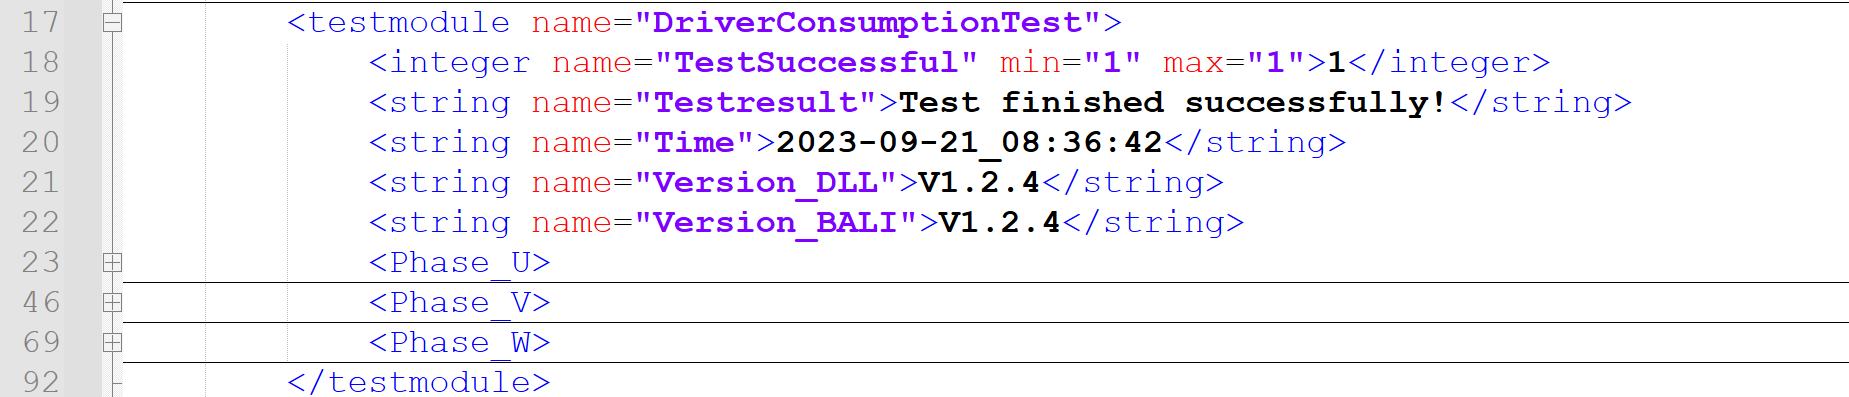 17 <testmodule name="DriverConsumptionTest">
18 <integer name="TestSuccessful" min="1" max="1">1</integer>
19 <string name="Testresult">Test finished successfully!</string>
20 <string name="Time">2023-09-21_08:36:42</string>
21 <string name="Version_DLL">V1.2.4</string>
22 <string name="Version_BALI">V1.2.4</string>
23 <Phase_U>
46 <Phase_V>
69 <Phase_W>
92 </testmodule>